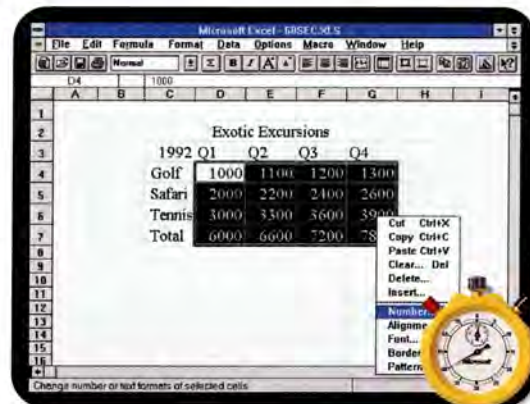 Microsoft Excel - 60SEC.XLS
File Edit Formula Format Data Options Macro Window Help
Normal
D4 1000
A B C D E F G H I
1
2 Exotic Excursions
3 1992 Q1 Q2 Q3 Q4
4 Golf 1000 1100 1200 1300
5 Safari 2000 2200 2400 2600
6 Tennis 3000 3300 3600 3900
7 Total 6000 6600 7200
8
9
10
11
12
13
14
15
16
Cut Ctrl+X
Copy Ctrl+C
Paste Ctrl+V
Clear... Del
Delete...
Insert...
Number...
Font...
Change number or text formats of selected cells